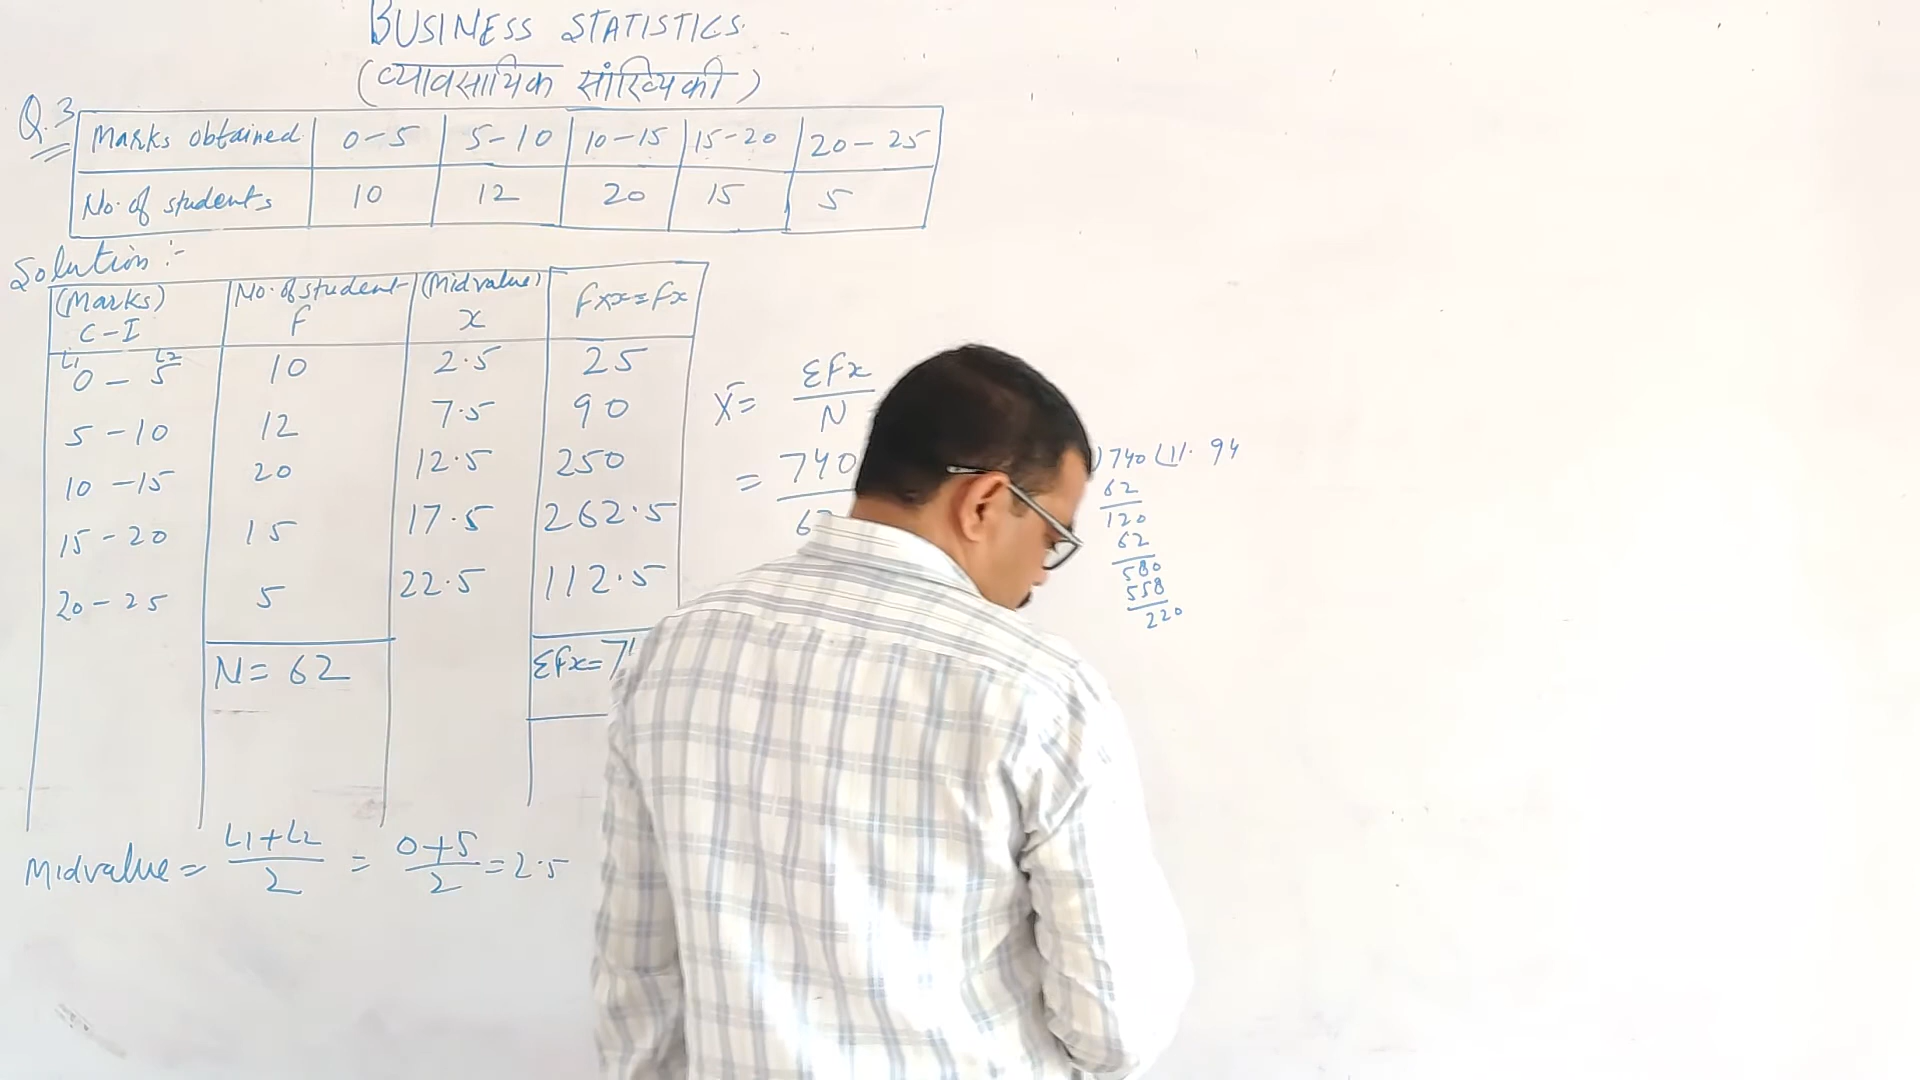 BUSINESS STATISTICS
(व्यावसायिक सांख्यिकी)
Q.3
Marks obtained 0-5 5-10 10-15 15-20 20-25
No. of students 10 12 20 15 5
Solution :-
(Marks) C-I No. of student f (Midvalue) x f×x=fx
L1 L2
0-5 10 2.5 25
5-10 12 7.5 90
10-15 20 12.5 250
15-20 15 17.5 262.5
20-25 5 22.5 112.5
N=62 Σfx=7
Midvalue = L1+L2/2 = 0+5/2 = 2.5
X̄= Σfx/N
= 740/6
)740(11.94
62
120
62
580
558
220